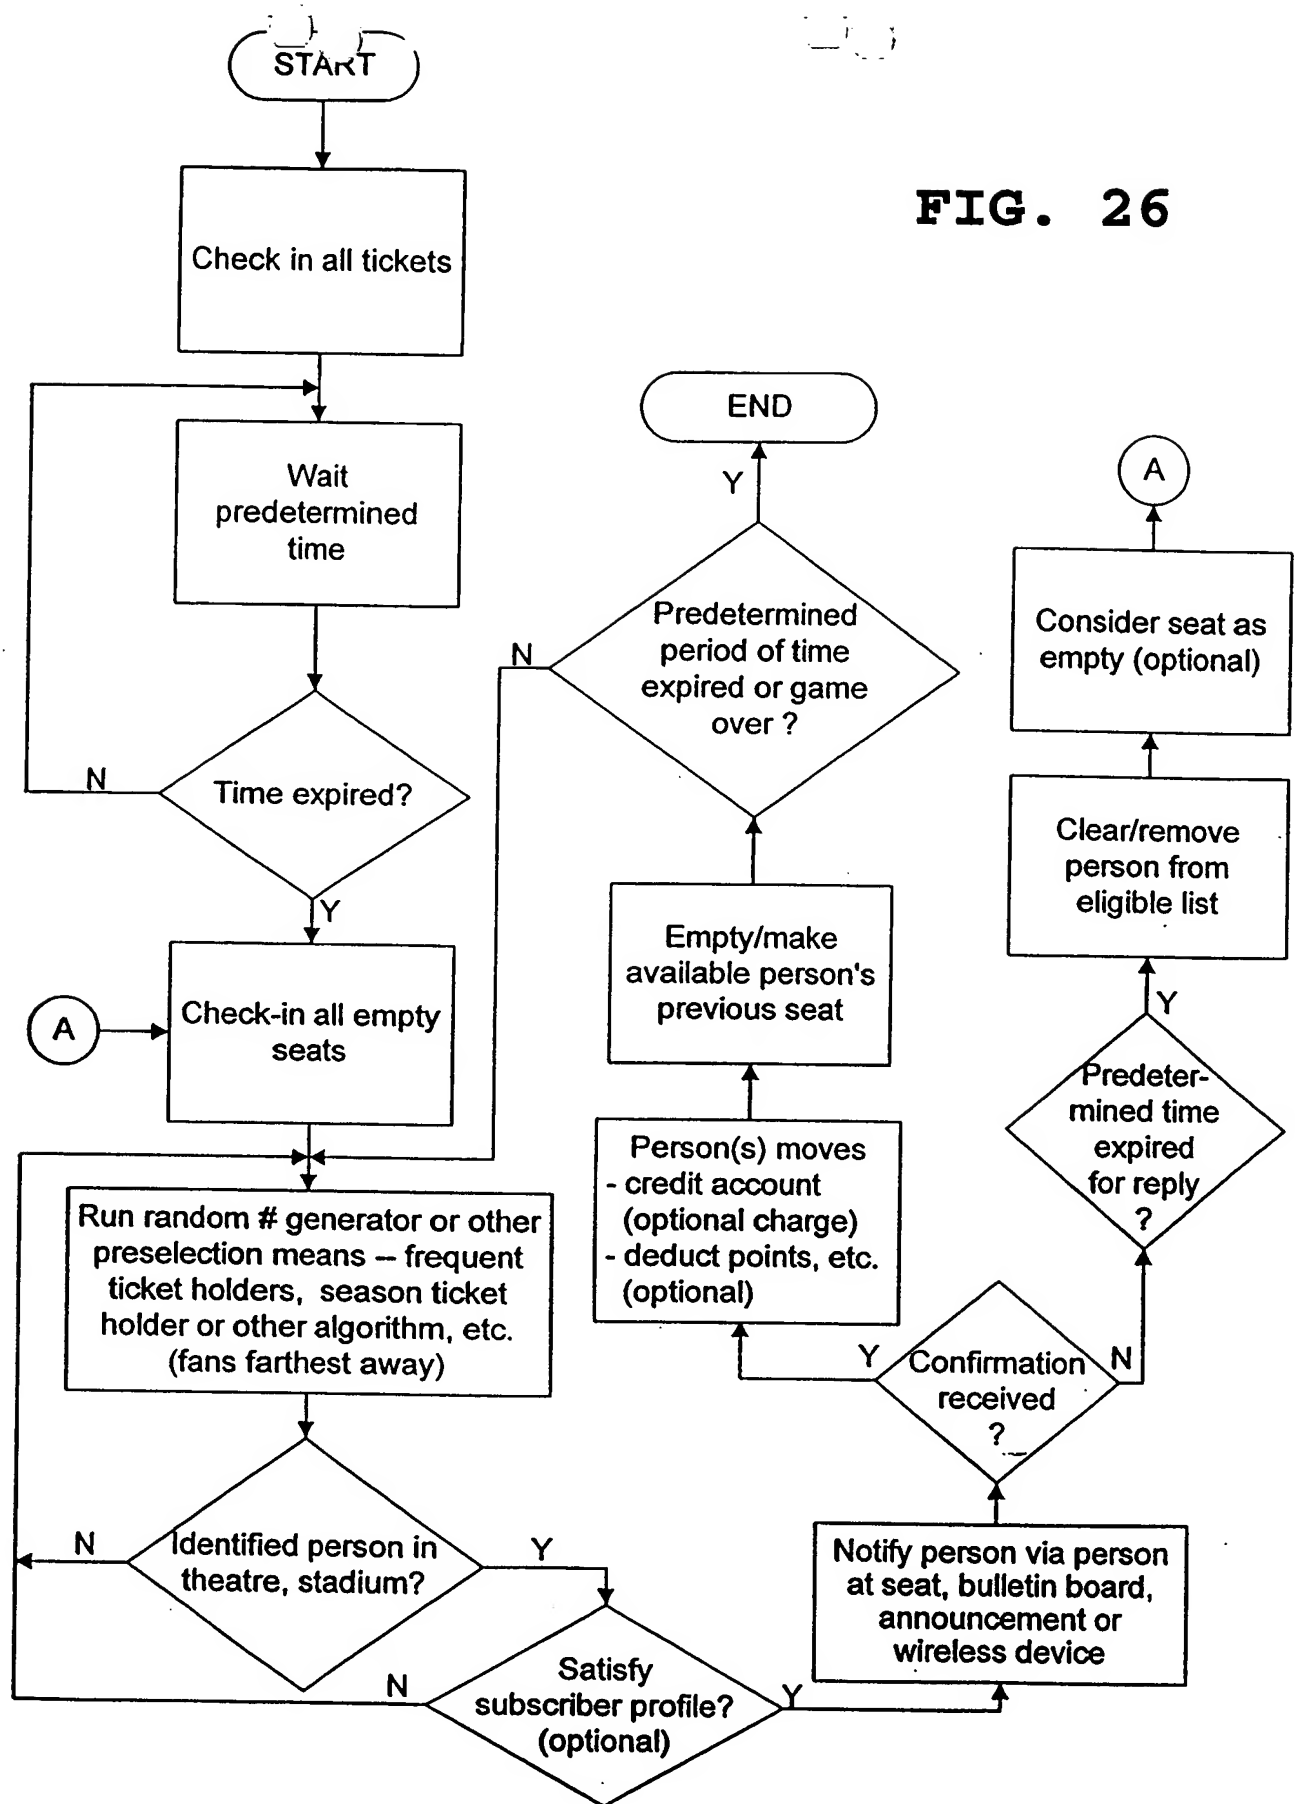 START
FIG. 26
Check in all tickets
Wait
predetermined
time
Time expired?
N
Y
A
Check-in all empty
seats
Run random # generator or other
preselection means – frequent
ticket holders, season ticket
holder or other algorithm, etc.
(fans farthest away)
Identified person in
theatre, stadium?
N
Y
Satisfy
subscriber profile?
(optional)
N
Y
Notify person via person
at seat, bulletin board,
announcement or
wireless device
Confirmation
received
?
Y
N
Person(s) moves
- credit account
(optional charge)
- deduct points, etc.
(optional)
Empty/make
available person's
previous seat
Predetermined
period of time
expired or game
over ?
N
Y
END
Predeter-
mined time
expired
for reply
?
Y
Clear/remove
person from
eligible list
Consider seat as
empty (optional)
A